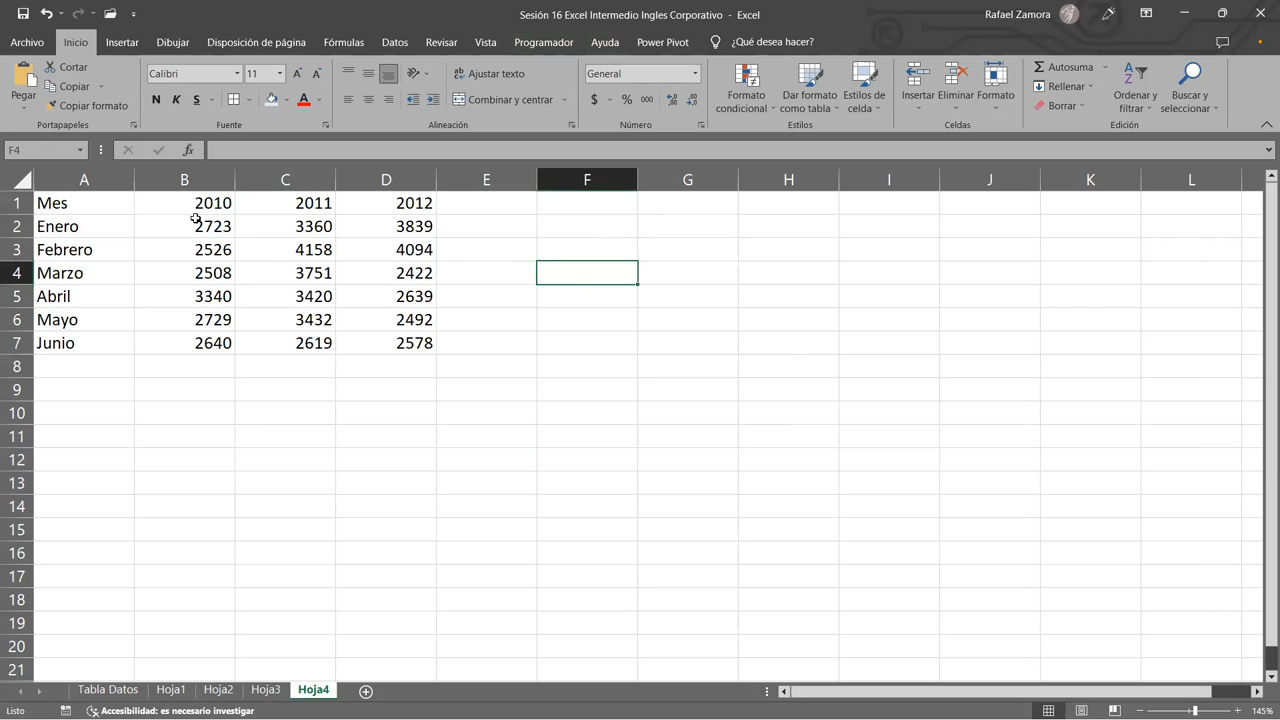 Sesión 16 Excel Intermedio Ingles Corporativo - Excel
Rafael Zamora
Archivo Inicio Insertar Dibujar Disposición de página Fórmulas Datos Revisar Vista Programador Ayuda Power Pivot ¿Qué desea hacer?
Pegar
Cortar
Copiar
Copiar formato
Portapapeles
Calibri 11
N K S
Fuente
Ajustar texto
Combinar y centrar
Alineación
General
$ % 000
Número
Formato condicional
Dar formato como tabla
Estilos de celda
Estilos
Insertar Eliminar Formato
Celdas
Autosuma
Rellenar
Borrar
Ordenar y filtrar
Buscar y seleccionar
Edición
F4 fx
A B C D E F G H I J K L
1 Mes 2010 2011 2012
2 Enero 2723 3360 3839
3 Febrero 2526 4158 4094
4 Marzo 2508 3751 2422
5 Abril 3340 3420 2639
6 Mayo 2729 3432 2492
7 Junio 2640 2619 2578
8
9
10
11
12
13
14
15
16
17
18
19
20
21
Tabla Datos Hoja1 Hoja2 Hoja3 Hoja4
Listo Accesibilidad: es necesario investigar 145%